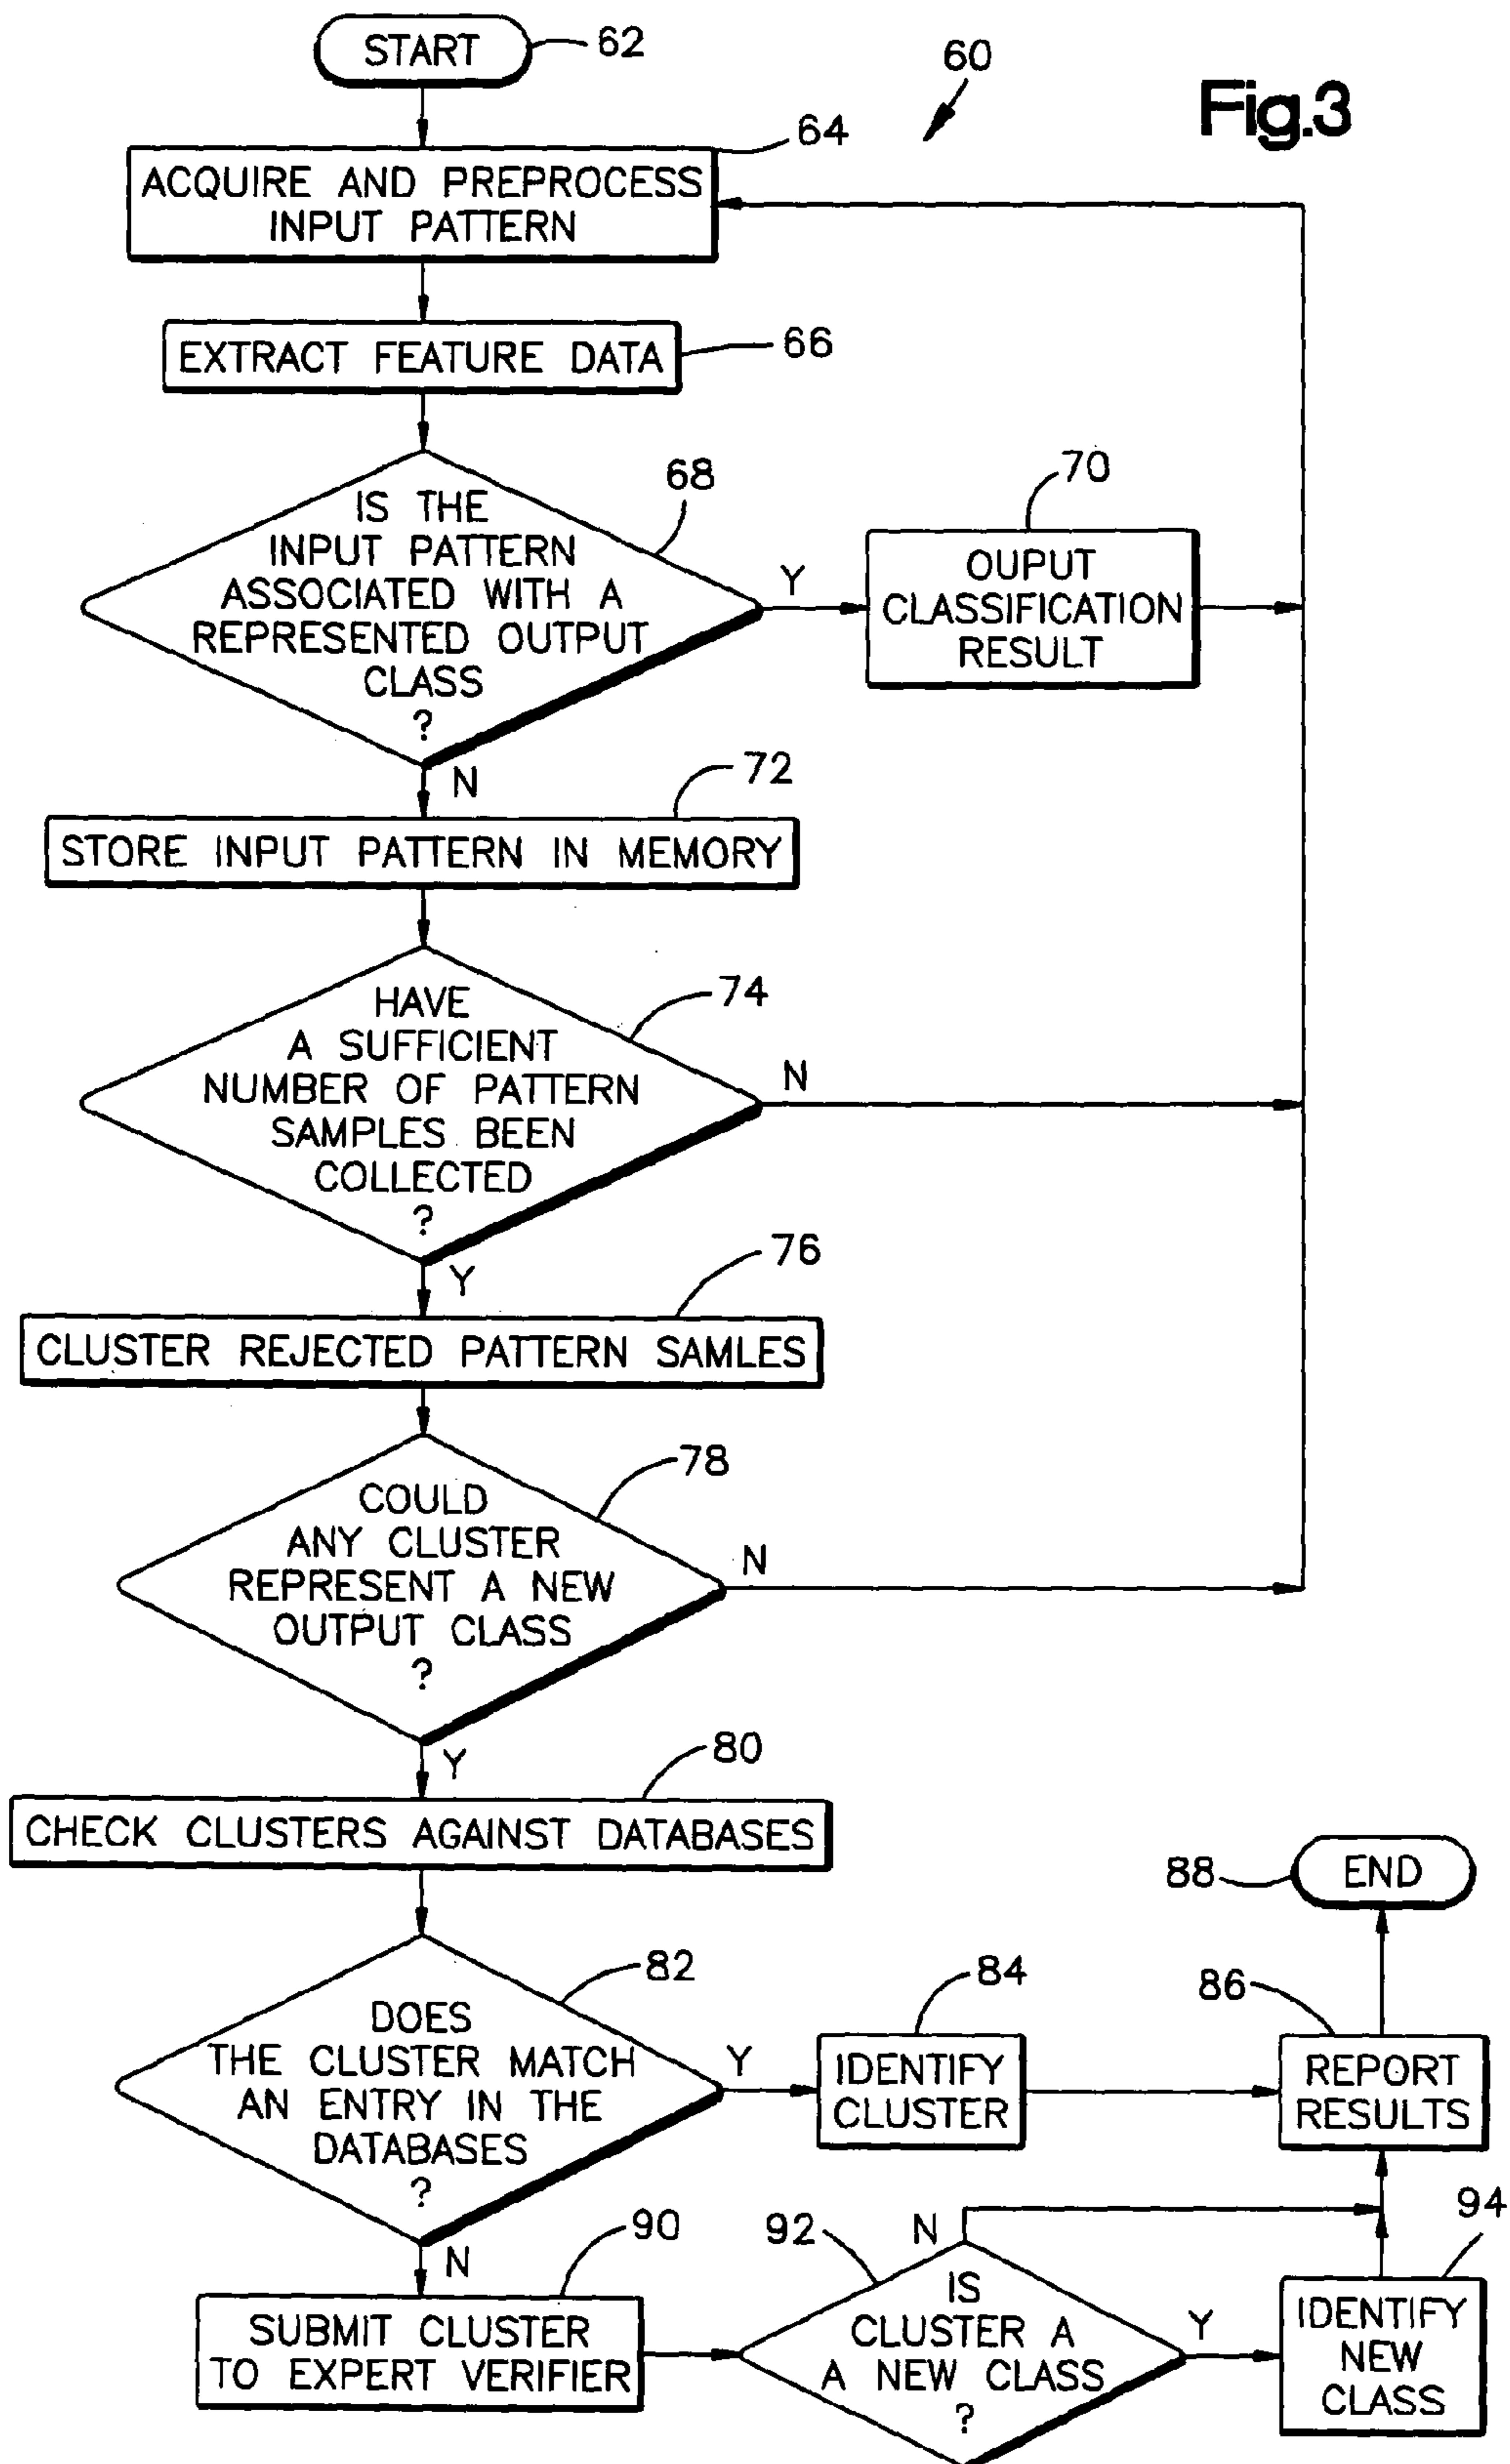 START
62
60
Fig.3
64
ACQUIRE AND PREPROCESS
INPUT PATTERN
EXTRACT FEATURE DATA
66
68
IS THE
INPUT PATTERN
ASSOCIATED WITH A
REPRESENTED OUTPUT
CLASS
?
Y
70
OUPUT
CLASSIFICATION
RESULT
N
72
STORE INPUT PATTERN IN MEMORY
74
HAVE
A SUFFICIENT
NUMBER OF PATTERN
SAMPLES BEEN
COLLECTED
?
N
Y
76
CLUSTER REJECTED PATTERN SAMLES
78
COULD
ANY CLUSTER
REPRESENT A NEW
OUTPUT CLASS
?
N
Y
80
CHECK CLUSTERS AGAINST DATABASES
88
END
82
DOES
THE CLUSTER MATCH
AN ENTRY IN THE
DATABASES
?
Y
84
IDENTIFY
CLUSTER
86
REPORT
RESULTS
N
90
SUBMIT CLUSTER
TO EXPERT VERIFIER
92
N
IS
CLUSTER A
A NEW CLASS
?
Y
94
IDENTIFY
NEW
CLASS